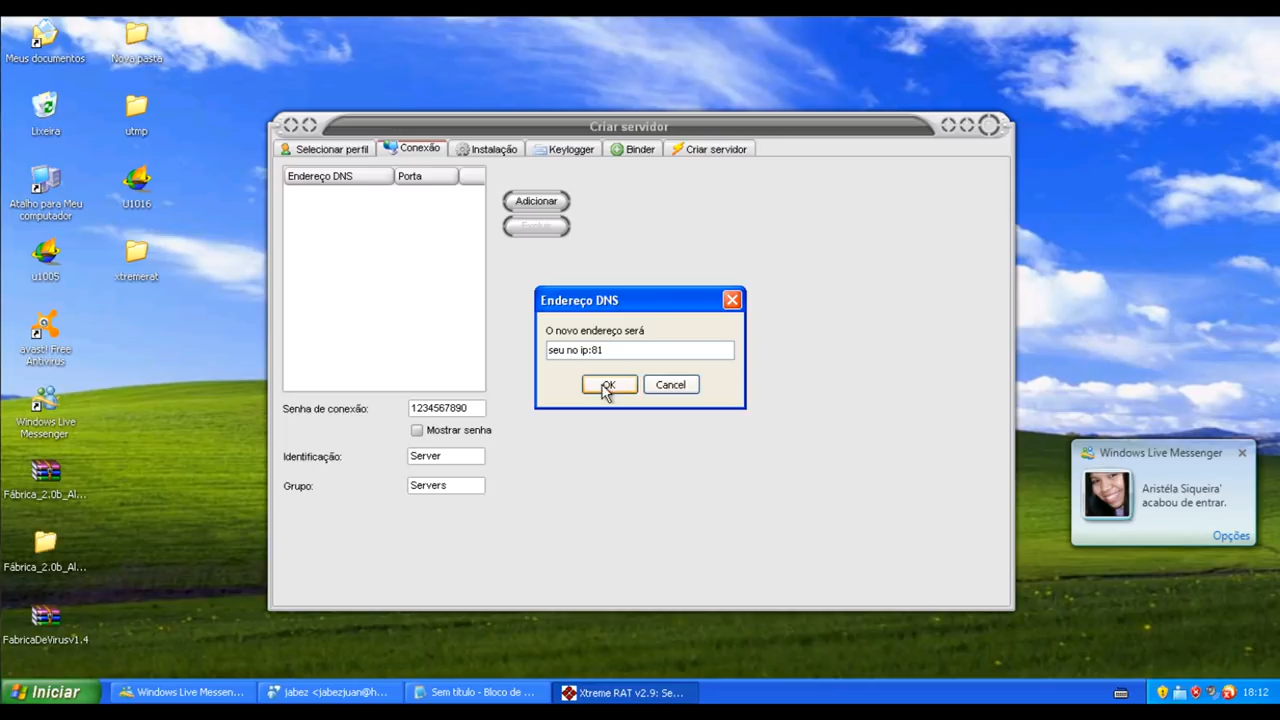 Meus documentos
Nova pasta
Lixeira
utmp
Atalho para Meu
computador
U1016
u1005
xtremerat
avast! Free
Antivirus
Windows Live
Messenger
Fábrica_2.0b_Al...
Fábrica_2.0b_Al...
FabricaDeVirusv1.4
Criar servidor
Selecionar perfil
Conexão
Instalação
Keylogger
Binder
Criar servidor
Endereço DNS
Porta
Adicionar
Excluir
Endereço DNS
O novo endereço será
seu no ip:81
OK
Cancel
Senha de conexão:
1234567890
Mostrar senha
Identificação:
Server
Grupo:
Servers
Windows Live Messenger
Aristéla Siqueira'
acabou de entrar.
Opções
Iniciar
Windows Live Messen...
jabez <jabezjuan@h...
Sem título - Bloco de ...
Xtreme RAT v2.9: Se...
18:12